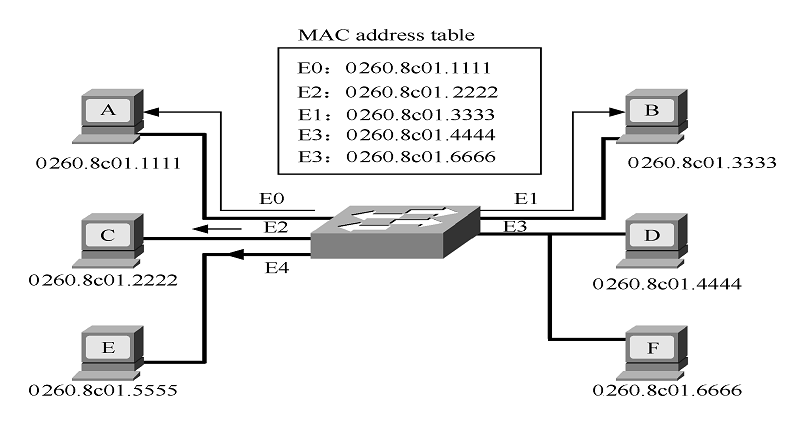 MAC address table
E0：0260.8c01.1111
E2：0260.8c01.2222
E1：0260.8c01.3333
E3：0260.8c01.4444
E3：0260.8c01.6666
A
B
0260.8c01.1111
0260.8c01.3333
E0
E1
C
E2
E3
D
0260.8c01.2222
E4
0260.8c01.4444
E
F
0260.8c01.5555
0260.8c01.6666